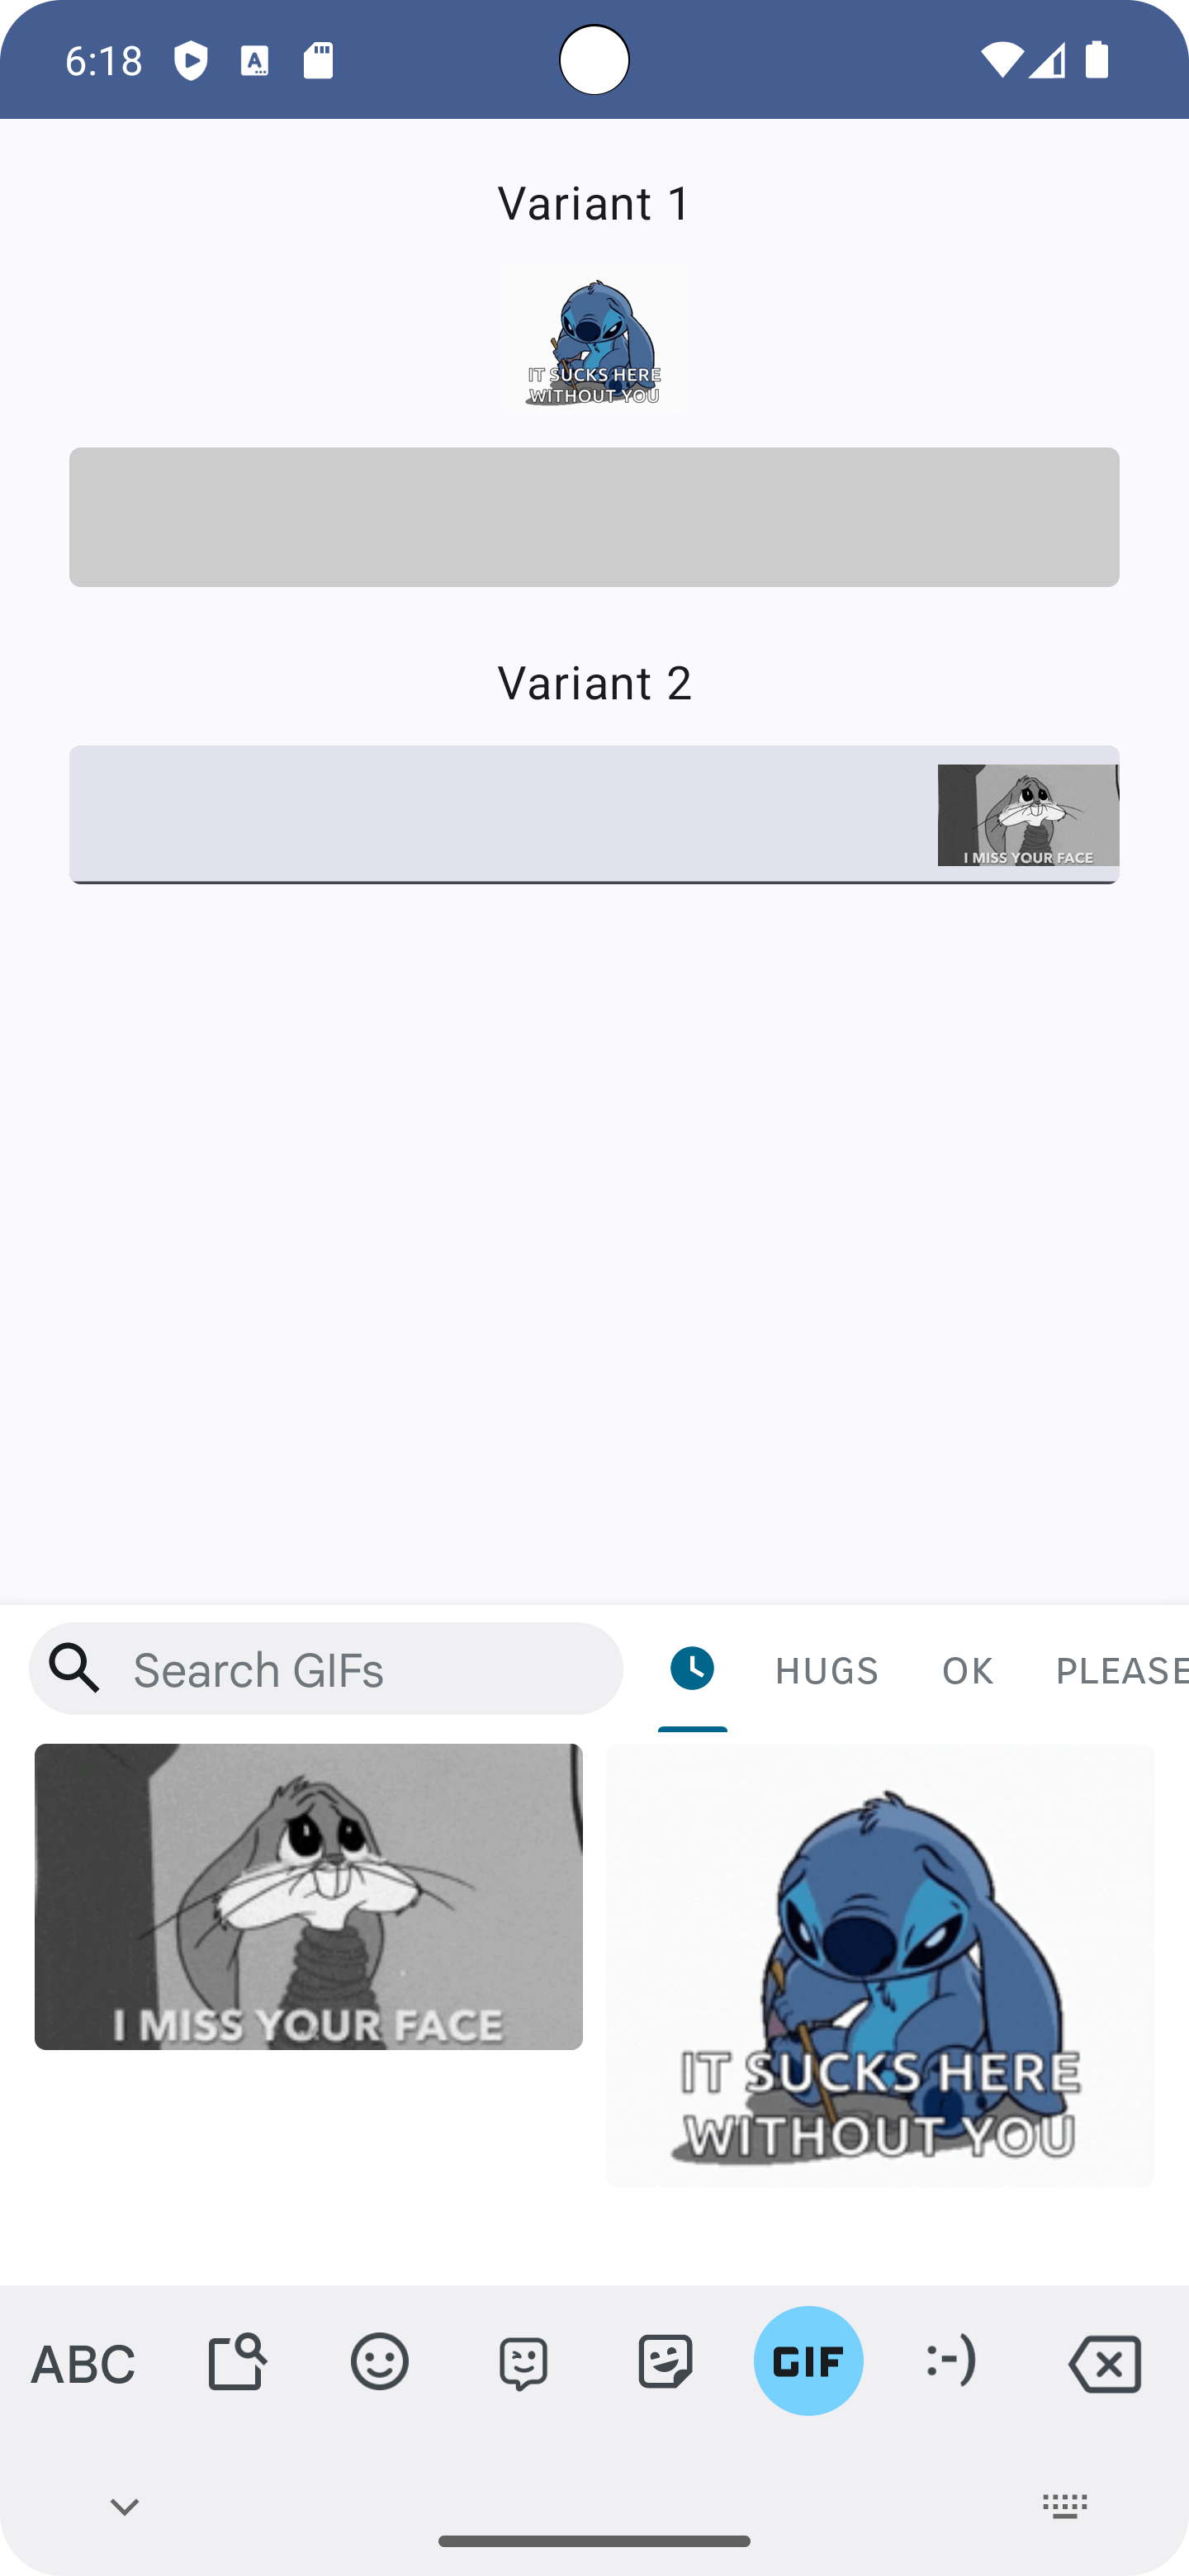 6:18
Variant 1
IT SUCKS HERE
WITHOUT YOU
Variant 2
I MISS YOUR FACE
Search GIFs
HUGS
OK
PLEASE
I MISS YOUR FACE
IT SUCKS HERE
WITHOUT YOU
ABC
GIF
:-)